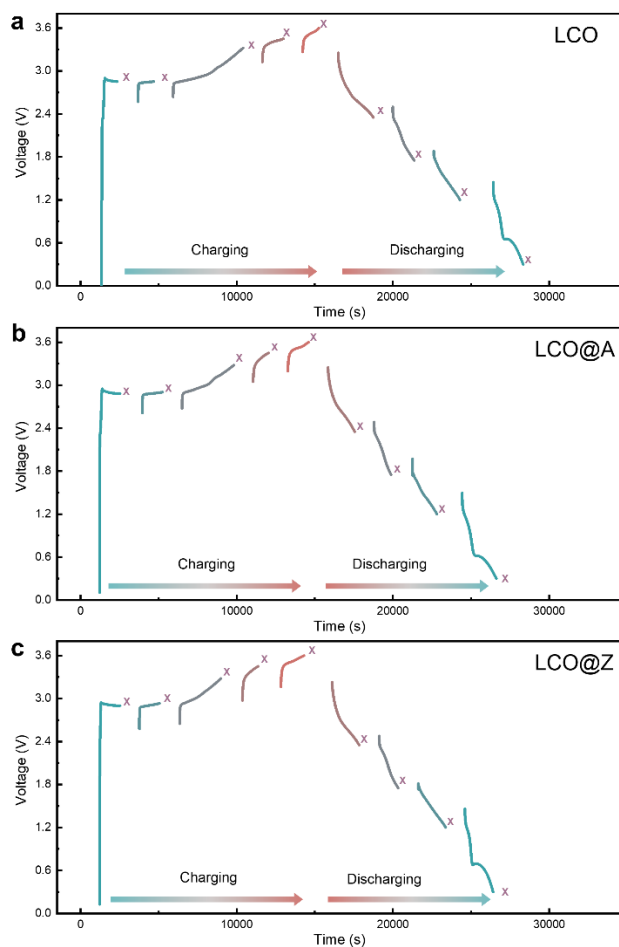 a
LCO
3.6
3.0
2.4
1.8
1.2
0.6
0.0
Voltage (V)
X X X X X X X X X
Charging
Discharging
0 10000 20000 30000
Time (s)
b
LCO@A
3.6
3.0
2.4
1.8
1.2
0.6
0.0
Voltage (V)
X X X X X X X X X
Charging
Discharging
0 10000 20000 30000
Time (s)
c
LCO@Z
3.6
3.0
2.4
1.8
1.2
0.6
0.0
Voltage (V)
X X X X X X X X X
Charging
Discharging
0 10000 20000 30000
Time (s)